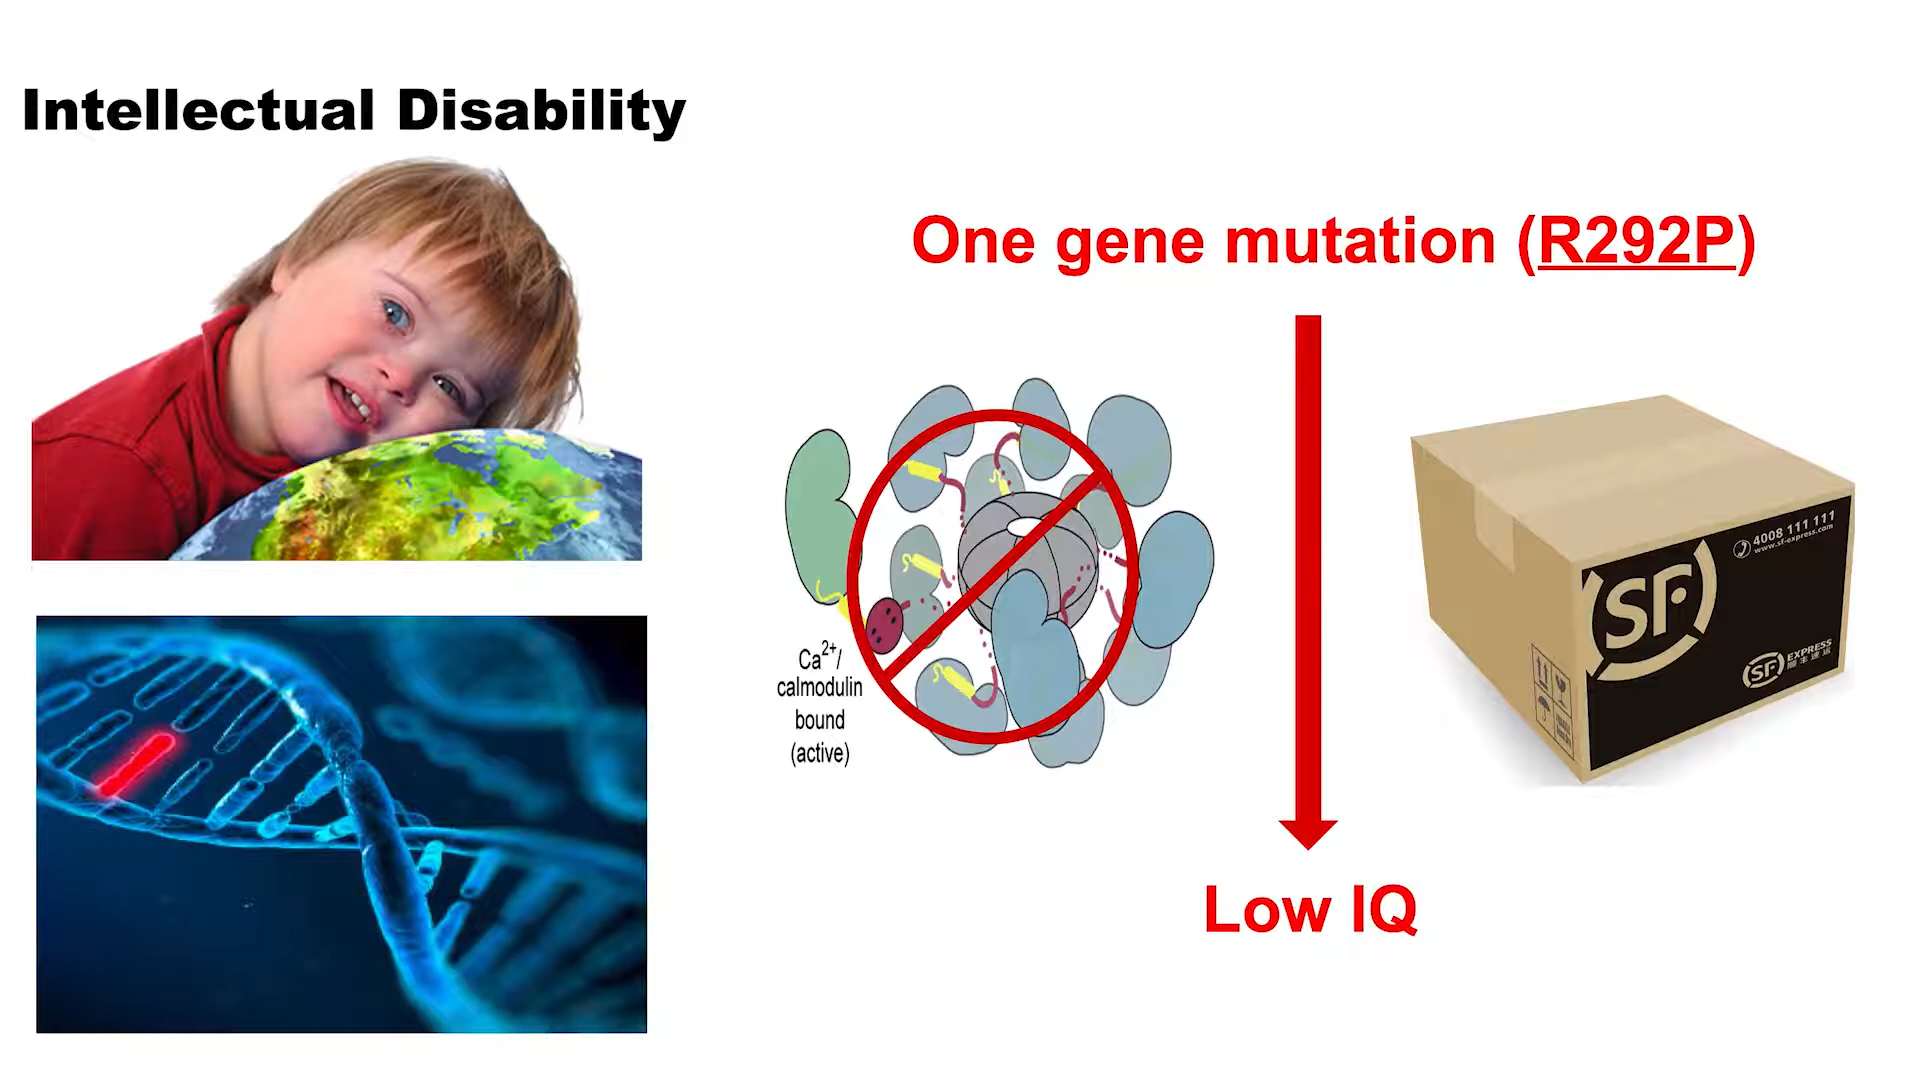 Intellectual Disability
One gene mutation (R292P)
4008 111 111
www.sf-express.com
SF
SF EXPRESS
顺丰速运
Ca2+/
calmodulin
bound
(active)
Low IQ